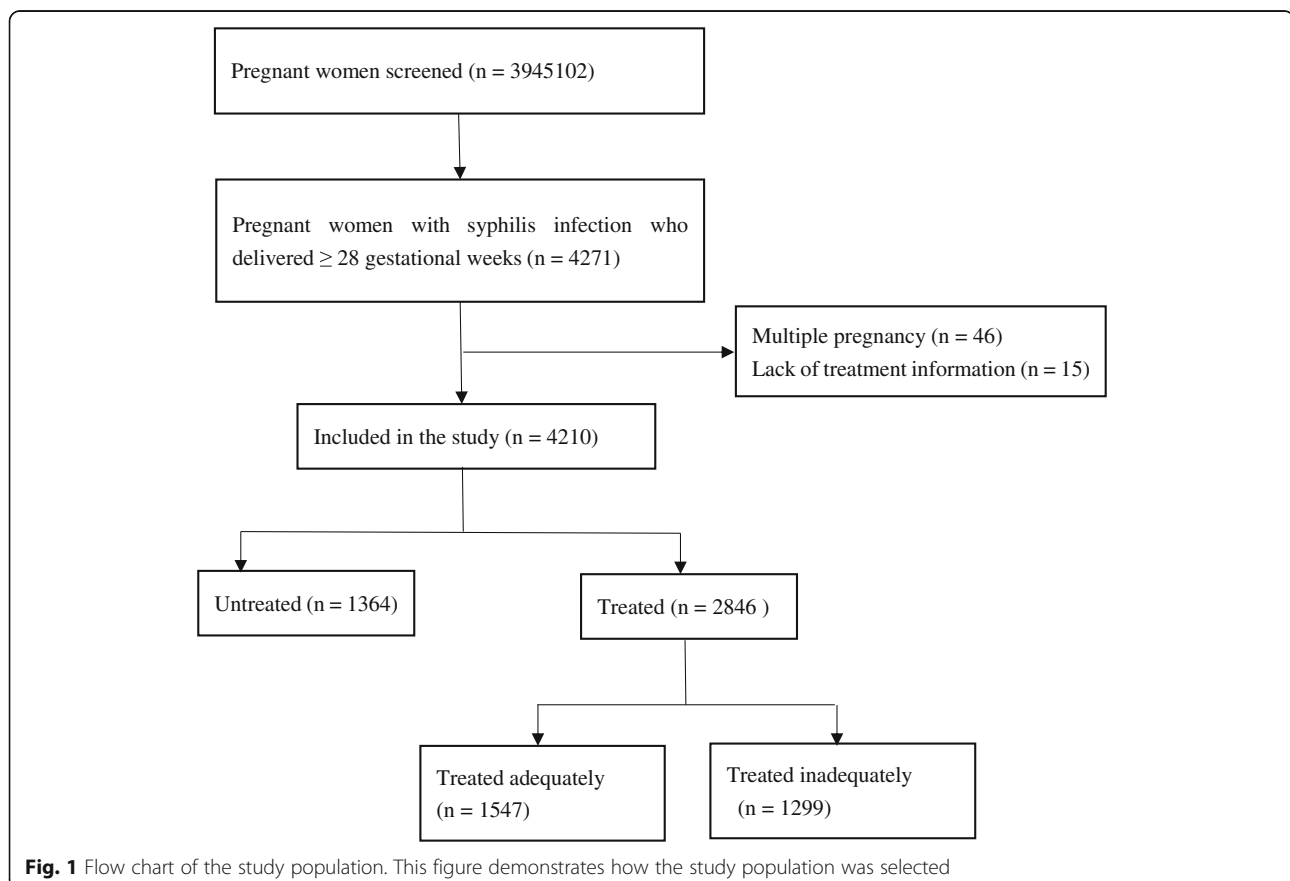 Pregnant women screened (n = 3945102)
Pregnant women with syphilis infection who
delivered ≥ 28 gestational weeks (n = 4271)
Multiple pregnancy (n = 46)
Lack of treatment information (n = 15)
Included in the study (n = 4210)
Untreated (n = 1364)
Treated (n = 2846 )
Treated adequately
(n = 1547)
Treated inadequately
(n = 1299)
Fig. 1 Flow chart of the study population. This figure demonstrates how the study population was selected